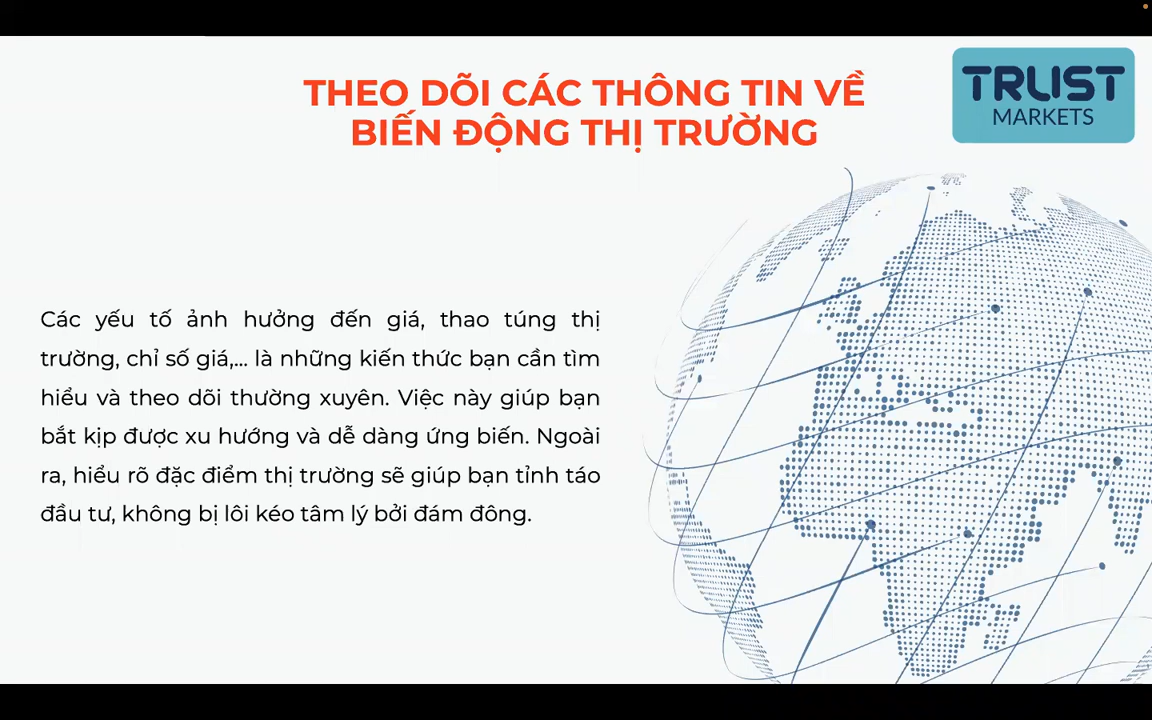 THEO DÕI CÁC THÔNG TIN VỀ
BIẾN ĐỘNG THỊ TRƯỜNG
TRUST
MARKETS
Các yếu tố ảnh hưởng đến giá, thao túng thị
trường, chỉ số giá,... là những kiến thức bạn cần tìm
hiểu và theo dõi thường xuyên. Việc này giúp bạn
bắt kịp được xu hướng và dễ dàng ứng biến. Ngoài
ra, hiểu rõ đặc điểm thị trường sẽ giúp bạn tỉnh táo
đầu tư, không bị lôi kéo tâm lý bởi đám đông.